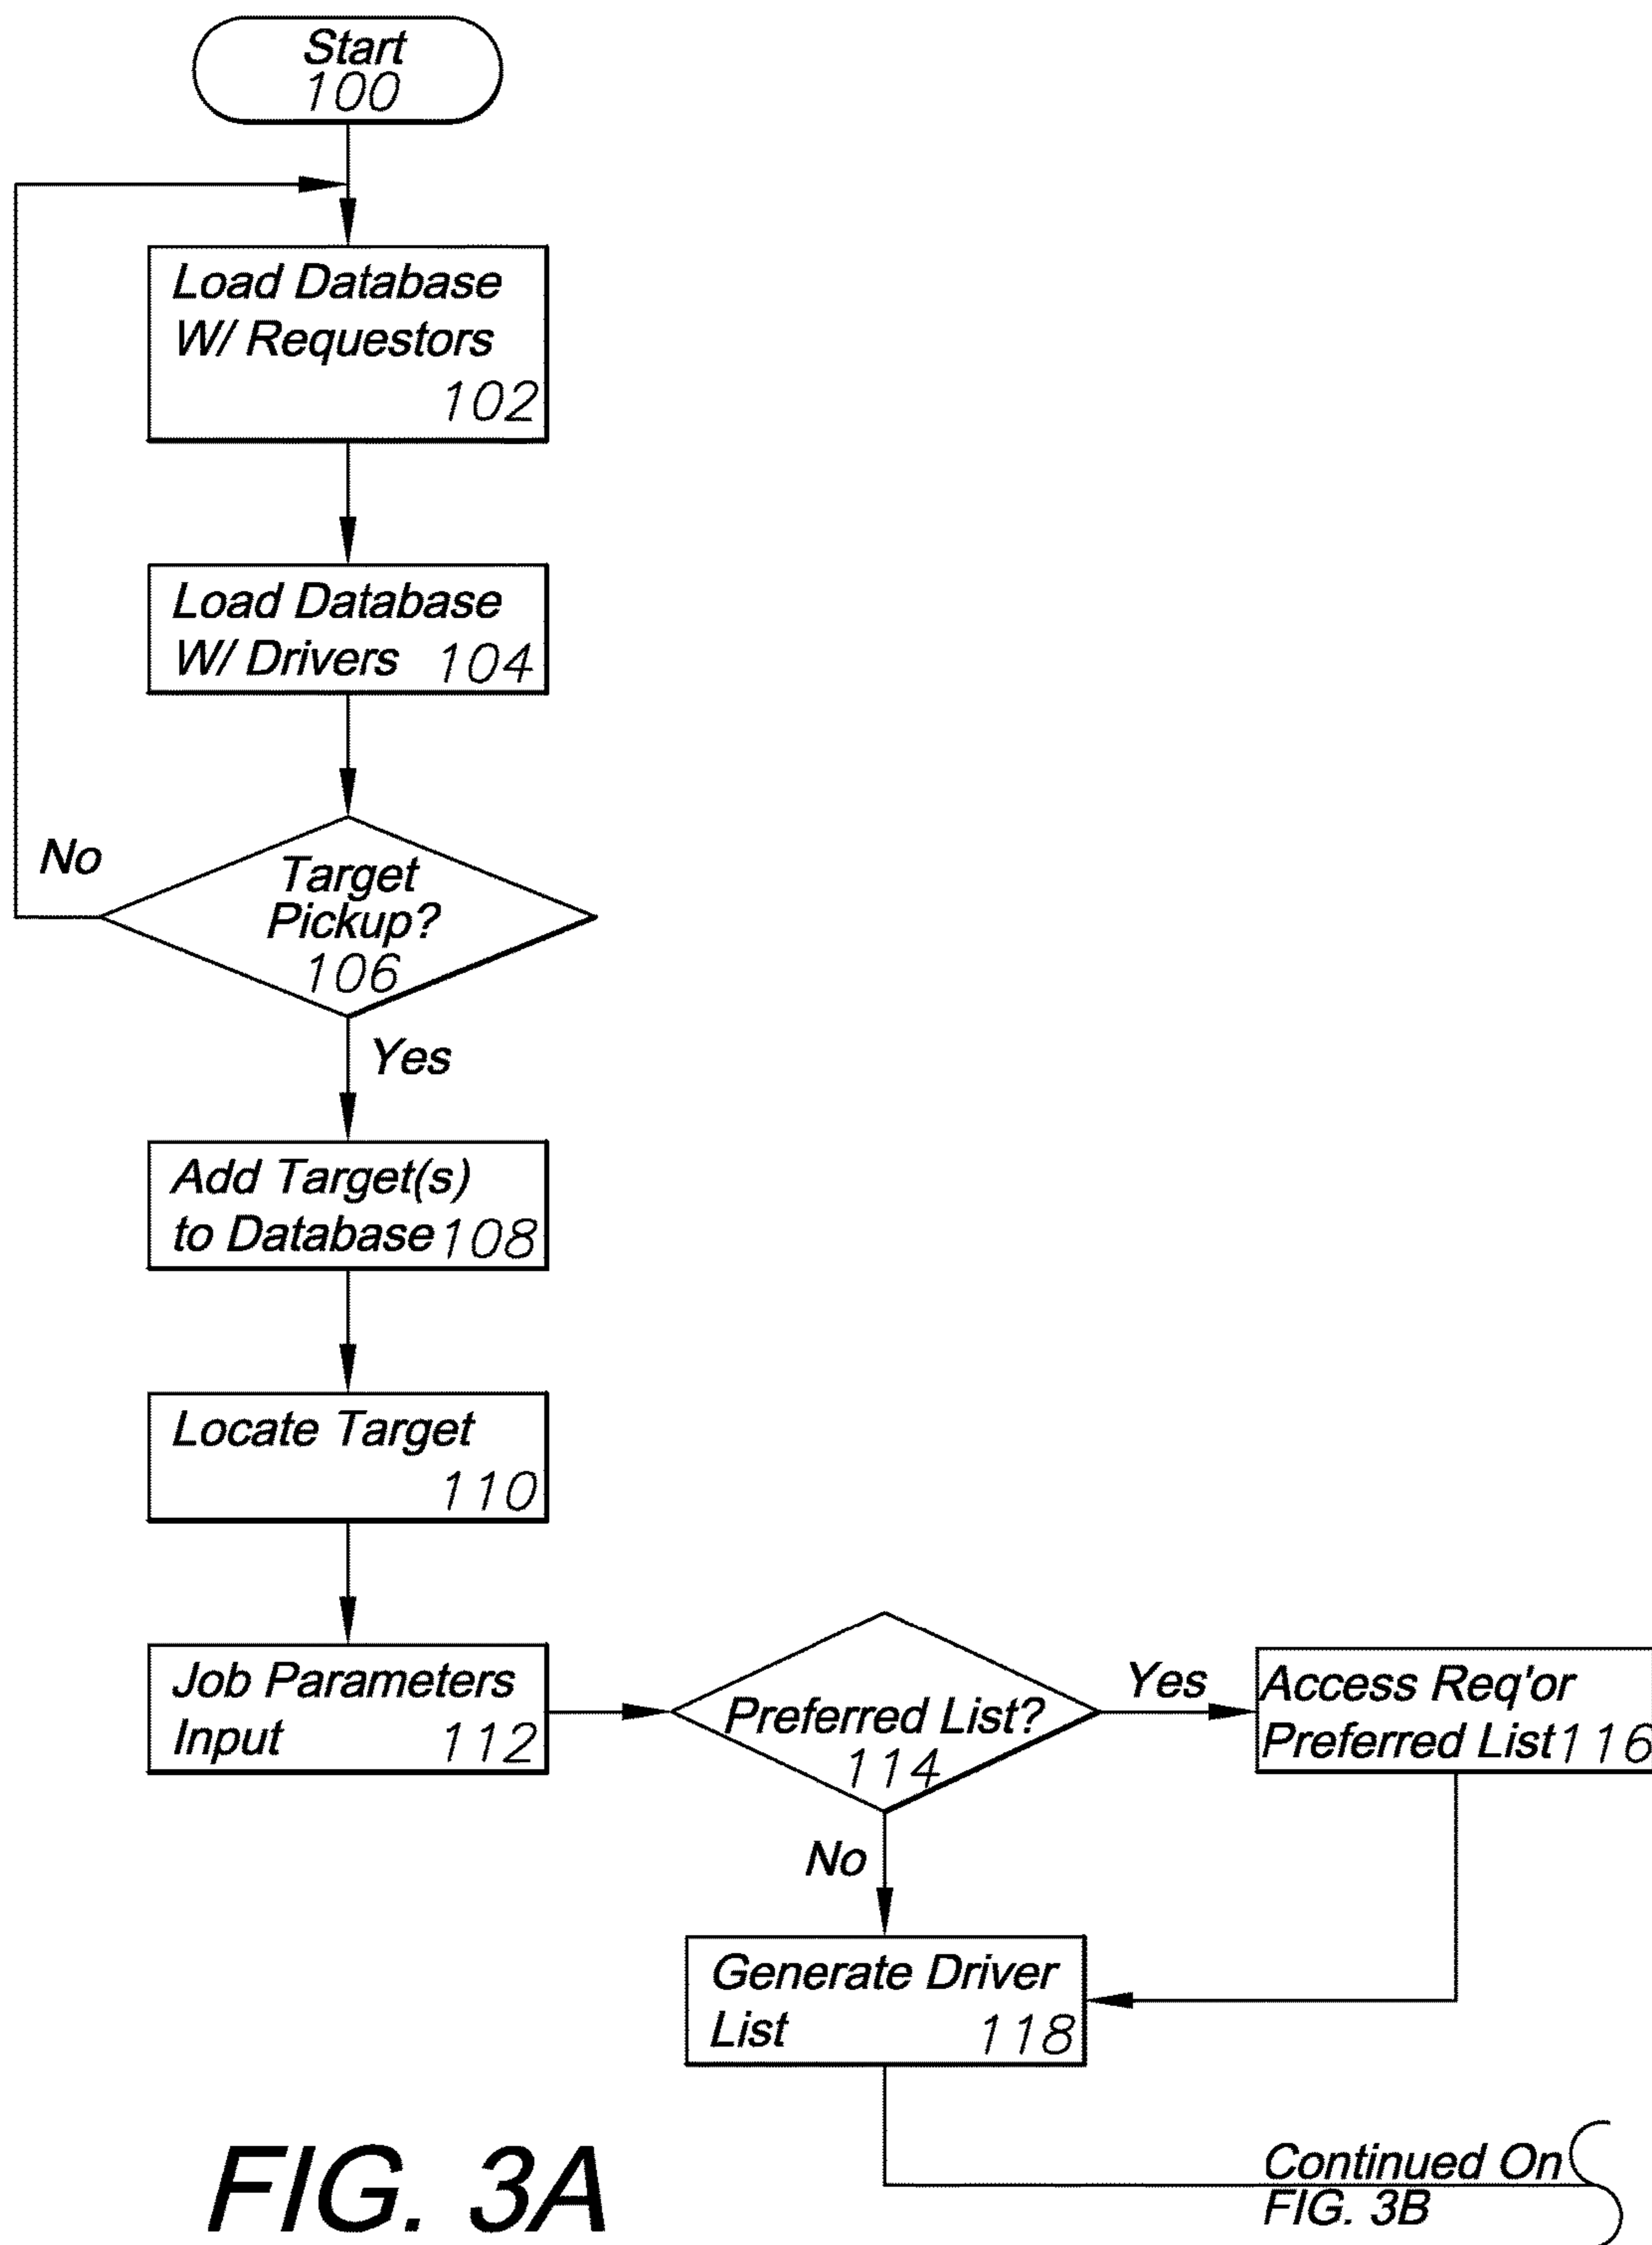 Start
100
Load Database
W/ Requestors
102
Load Database
W/ Drivers 104
No
Target
Pickup?
106
Yes
Add Target(s)
to Database 108
Locate Target
110
Job Parameters
Input 112
Preferred List?
114
Yes
Access Req'or
Preferred List 116
No
Generate Driver
List 118
Continued On
FIG. 3B
FIG. 3A